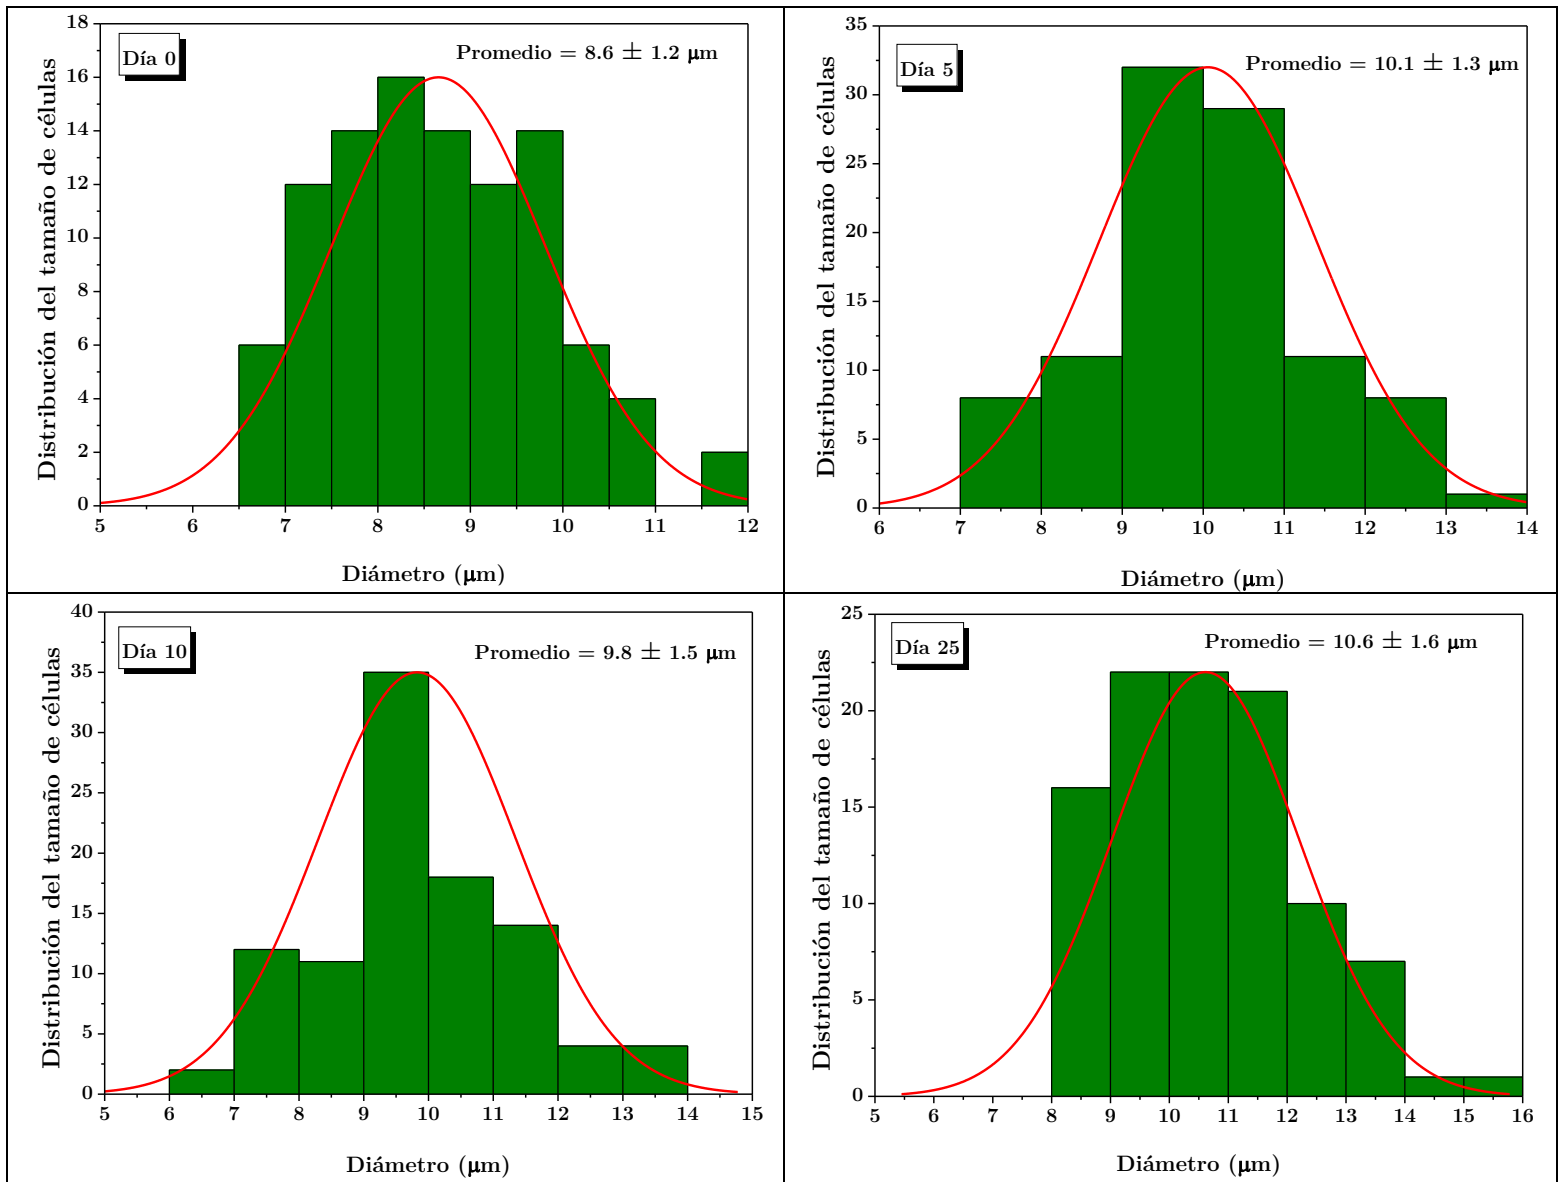 Día 0
Promedio = 8.6 ± 1.2 μm
Distribución del tamaño de células
18
16
14
12
10
8
6
4
2
0
5 6 7 8 9 10 11 12
Diámetro (μm)
Día 5
Promedio = 10.1 ± 1.3 μm
Distribución del tamaño de células
35
30
25
20
15
10
5
0
6 7 8 9 10 11 12 13 14
Diámetro (μm)
Día 10
Promedio = 9.8 ± 1.5 μm
Distribución del tamaño de células
40
35
30
25
20
15
10
5
0
5 6 7 8 9 10 11 12 13 14 15
Diámetro (μm)
Día 25
Promedio = 10.6 ± 1.6 μm
Distribución del tamaño de células
25
20
15
10
5
0
5 6 7 8 9 10 11 12 13 14 15 16
Diámetro (μm)